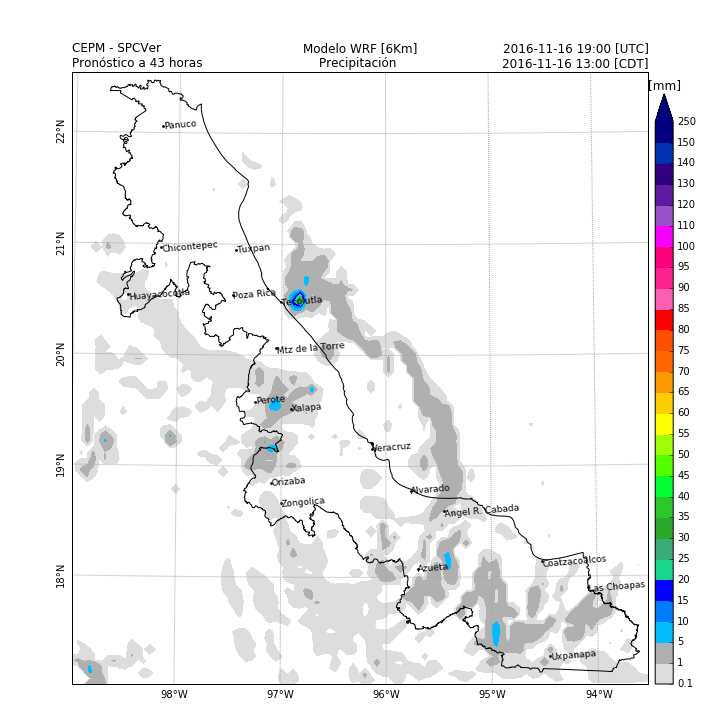 CEPM - SPCVer Modelo WRF [6Km] 2016-11-16 19:00 [UTC]
Pronóstico a 43 horas Precipitación 2016-11-16 13:00 [CDT]
[mm]
250
150
140
130
120
110
100
95
90
85
80
75
70
65
60
55
50
45
40
35
30
25
20
15
10
5
1
0.1
22°N
21°N
20°N
19°N
18°N
Panuco
Chicontepec
Tuxpan
Huayacocotla
Poza Rica
Tecolutla
Mtz de la Torre
Perote
Xalapa
Veracruz
Orizaba
Alvarado
Zongolica
Angel R. Cabada
Azueta
Coatzacoalcos
Las Choapas
Uxpanapa
98°W 97°W 96°W 95°W 94°W